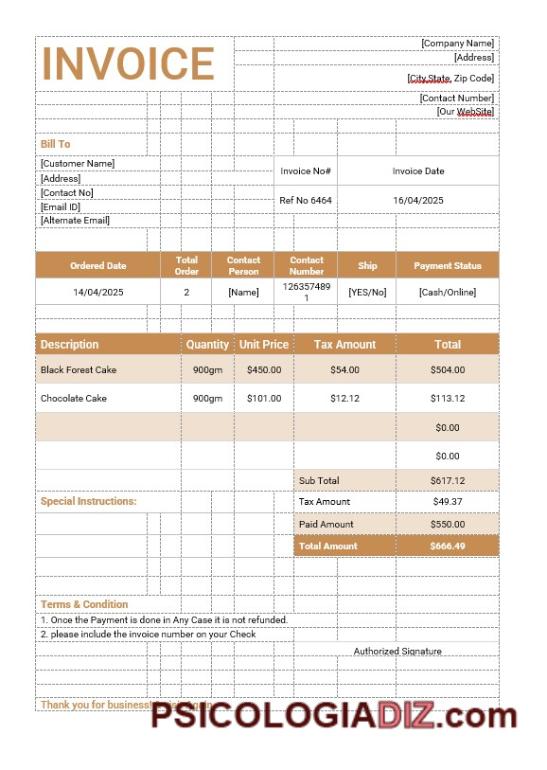 INVOICE
[Company Name]
[Address]
[City,State, Zip Code]
[Contact Number]
[Our WebSite]
Bill To
[Customer Name]
[Address]
[Contact No]
[Email ID]
[Alternate Email]
Invoice No# Invoice Date
Ref No 6464 16/04/2025
Ordered Date Total Order Contact Person Contact Number Ship Payment Status
14/04/2025 2 [Name] 1263574891 [YES/No] [Cash/Online]
Description Quantity Unit Price Tax Amount Total
Black Forest Cake 900gm $450.00 $54.00 $504.00
Chocolate Cake 900gm $101.00 $12.12 $113.12
$0.00
$0.00
Sub Total $617.12
Special Instructions: Tax Amount $49.37
Paid Amount $550.00
Total Amount $666.49
Terms & Condition
1. Once the Payment is done in Any Case it is not refunded.
2. please include the invoice number on your Check
Authorized Signature
Thank you for business!
PSICOLOGIADIZ.com